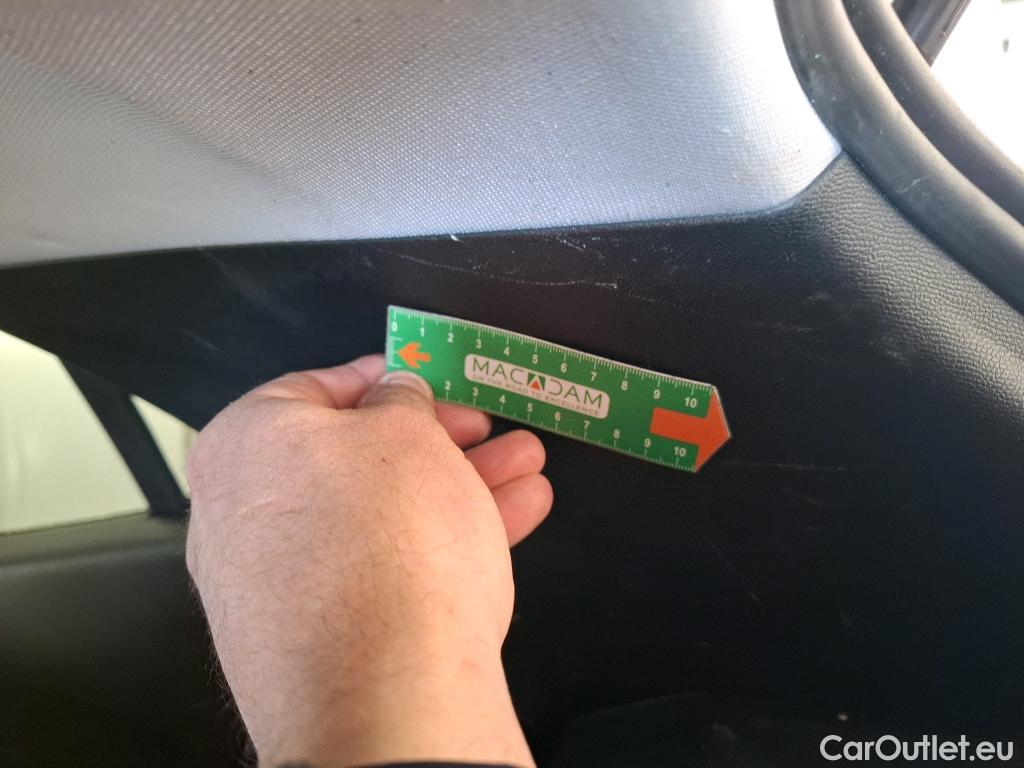 0 1 2 3 4 5 6 7 8 9 10
MACADAM
ON THE ROAD TO EXCELLENCE
2 3 4 5 6 7 8 9 10
CarOutlet.eu